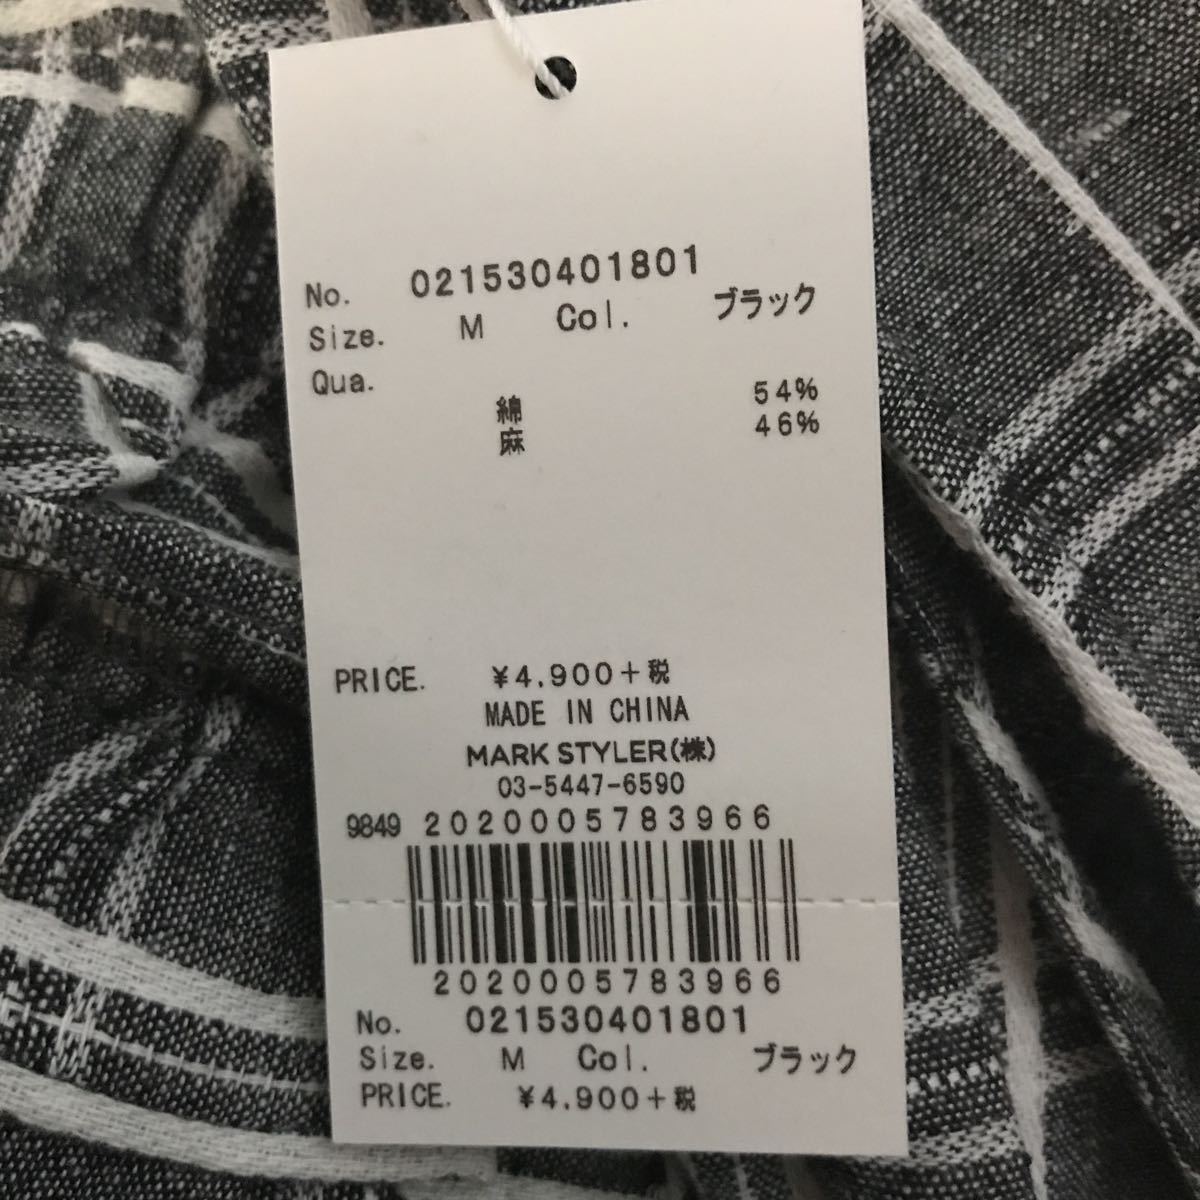 No. 021530401801
Size. M Col. ブラック
Qua.
綿 54%
麻 46%
PRICE. ¥4,900+税
MADE IN CHINA
MARK STYLER(株)
03-5447-6590
9849 2020005783966
2020005783966
No. 021530401801
Size. M Col. ブラック
PRICE. ¥4,900+税